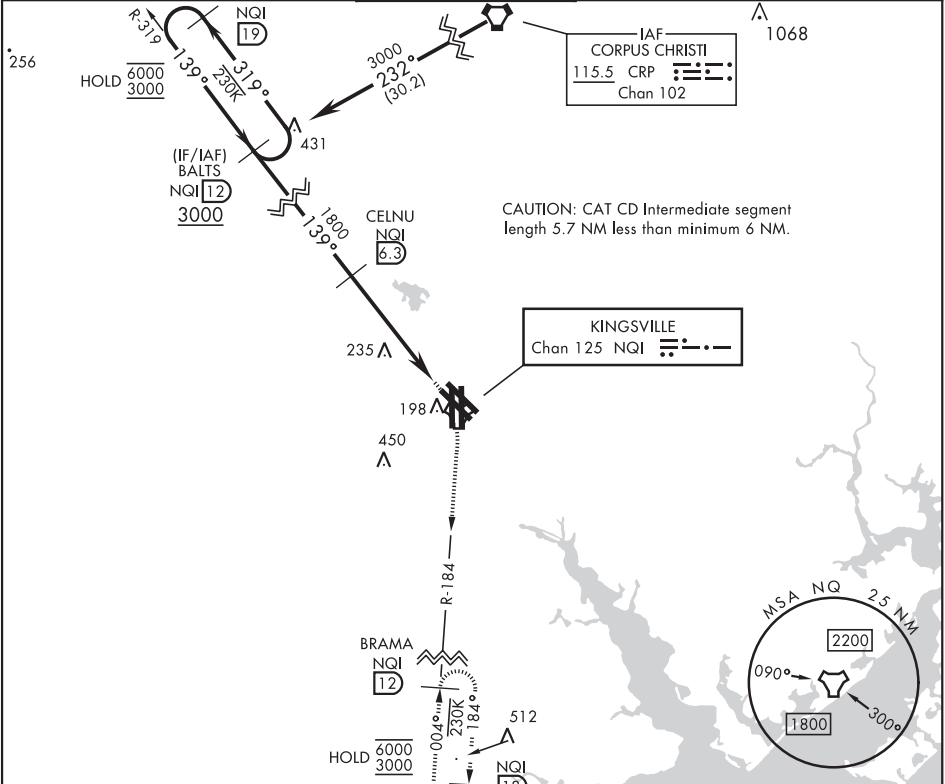 NQI
19
R-319
256
HOLD 6000
3000
139°
319°
230K
3000
232°
(30.2)
1068
IAF
CORPUS CHRISTI
115.5 CRP
Chan 102
431
(IF/IAF)
BALTS
NQI 12
3000
1800
139°
CELNU
NQI
6.3
CAUTION: CAT CD Intermediate segment
length 5.7 NM less than minimum 6 NM.
KINGSVILLE
Chan 125 NQI
235
198
450
R-184
MSA NQ 25 NM
2200
090°
1800
300°
BRAMA
NQI
12
004°
230K
184°
512
HOLD 6000
3000
NQI